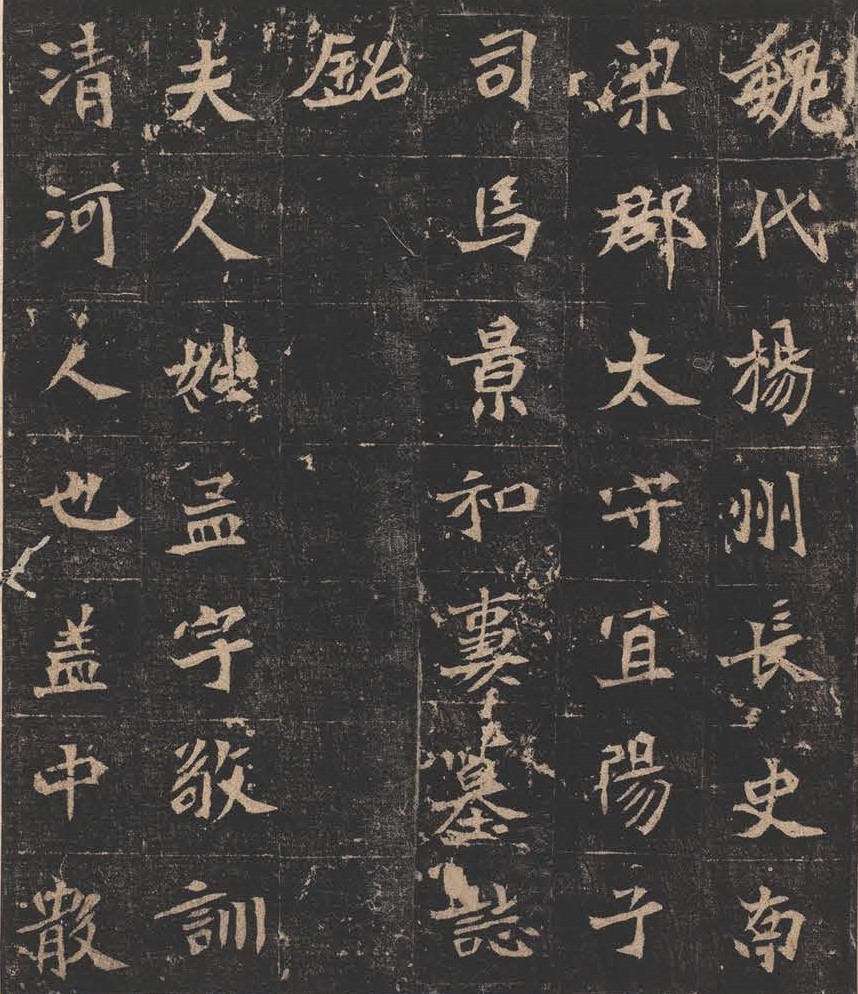 魏代楊州長史南
梁郡太守宜陽子
司馬景和妻墓誌
銘
夫人姓孟字敬訓
清河人也盖中散